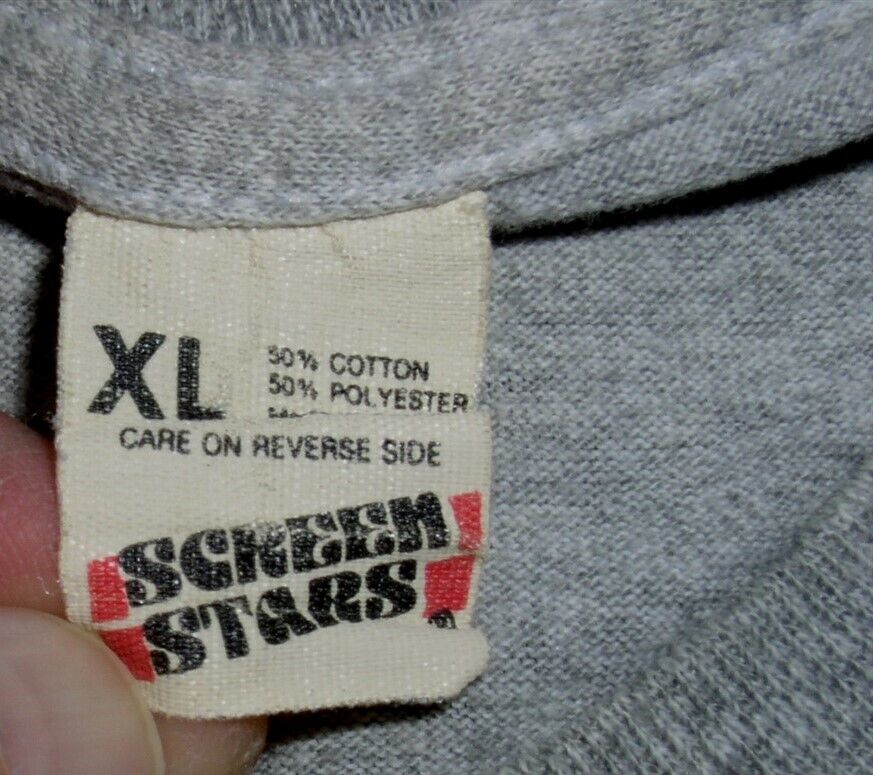 XL
50% COTTON
50% POLYESTER
CARE ON REVERSE SIDE
SCREEN
STARS